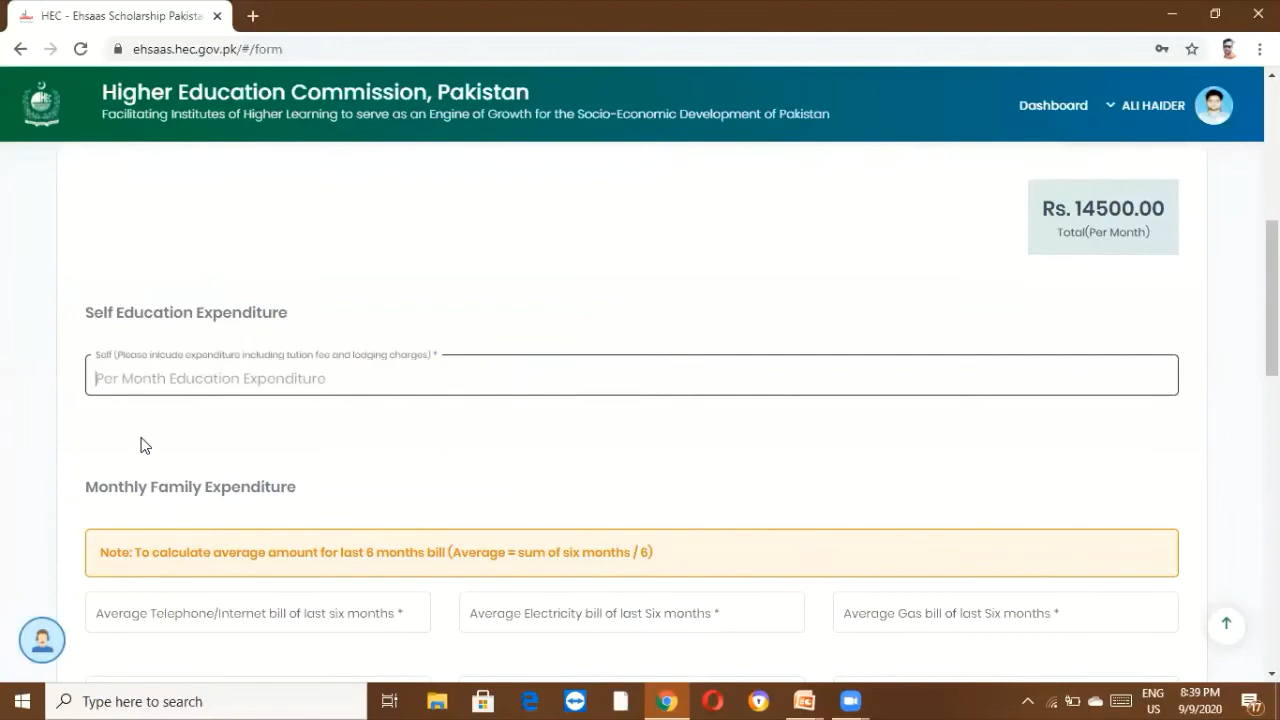 HEC - Ehsaas Scholarship Pakista
ehsaas.hec.gov.pk/#/form
Higher Education Commission, Pakistan
Facilitating Institutes of Higher Learning to serve as an Engine of Growth for the Socio-Economic Development of Pakistan
Dashboard
ALI HAIDER
Rs. 14500.00
Total(Per Month)
Self Education Expenditure
Self (Please inlcude expenditure including tution fee and lodging charges) *
Per Month Education Expenditure
Monthly Family Expenditure
Note: To calculate average amount for last 6 months bill (Average = sum of six months / 6)
Average Telephone/Internet bill of last six months *
Average Electricity bill of last Six months *
Average Gas bill of last Six months *
Type here to search
ENG
US
8:39 PM
9/9/2020
17